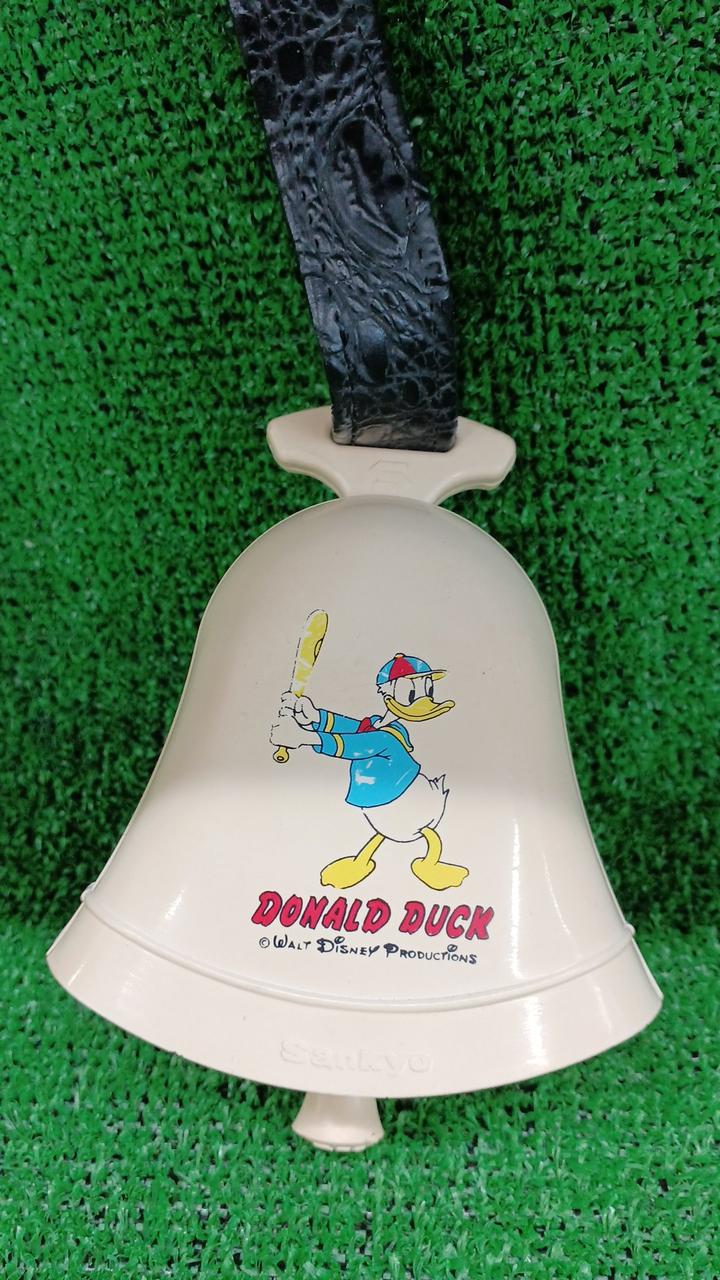 DONALD DUCK
© WALT DISNEY PRODUCTIONS
Sankyo